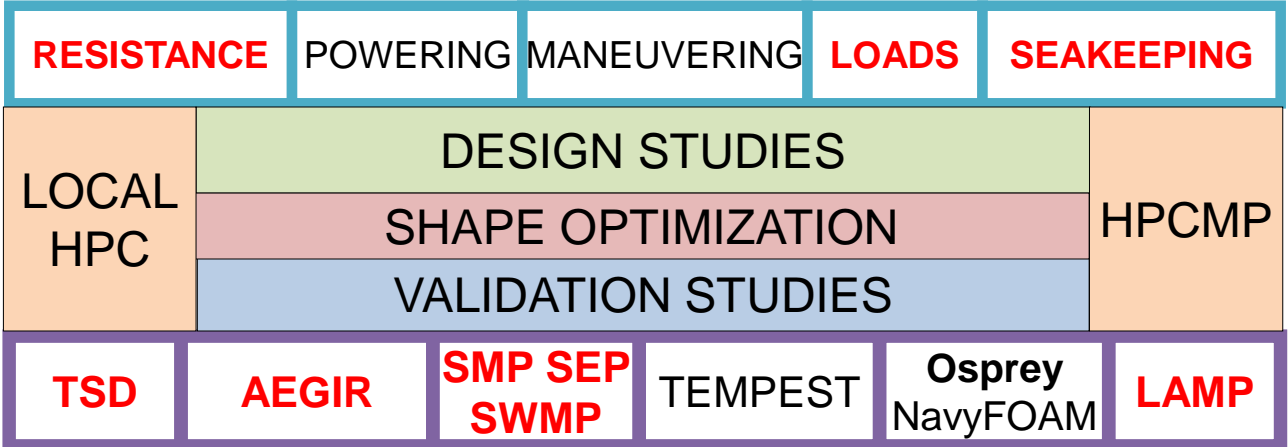 RESISTANCE POWERING MANEUVERING LOADS SEAKEEPING
LOCAL
HPC
DESIGN STUDIES
SHAPE OPTIMIZATION
VALIDATION STUDIES
HPCMP
TSD
AEGIR
SMP SEP
SWMP
TEMPEST
Osprey
NavyFOAM
LAMP